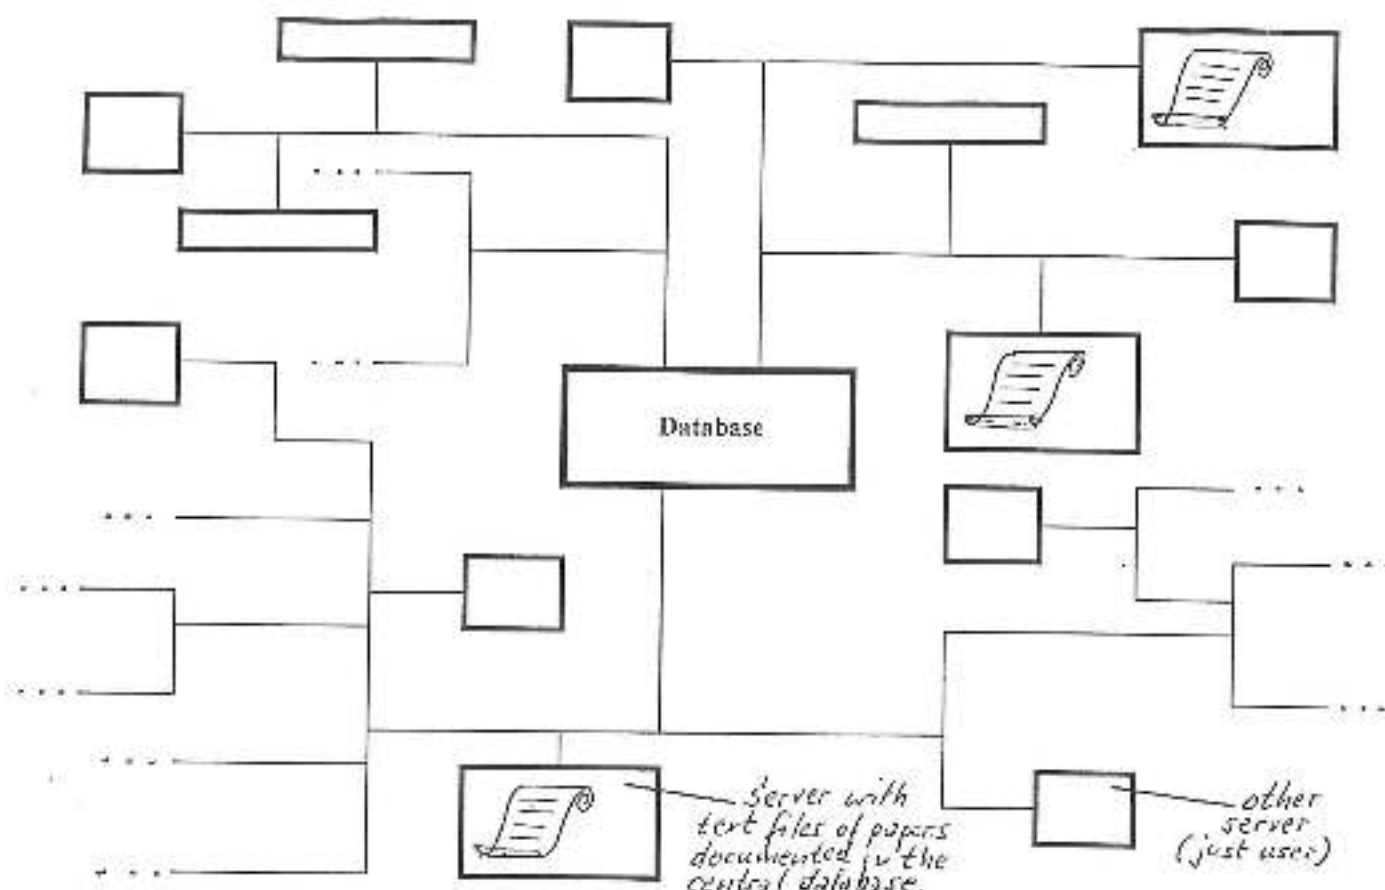 Database
server with
text files of papers
documented in the
central database.
other
server
(just user)